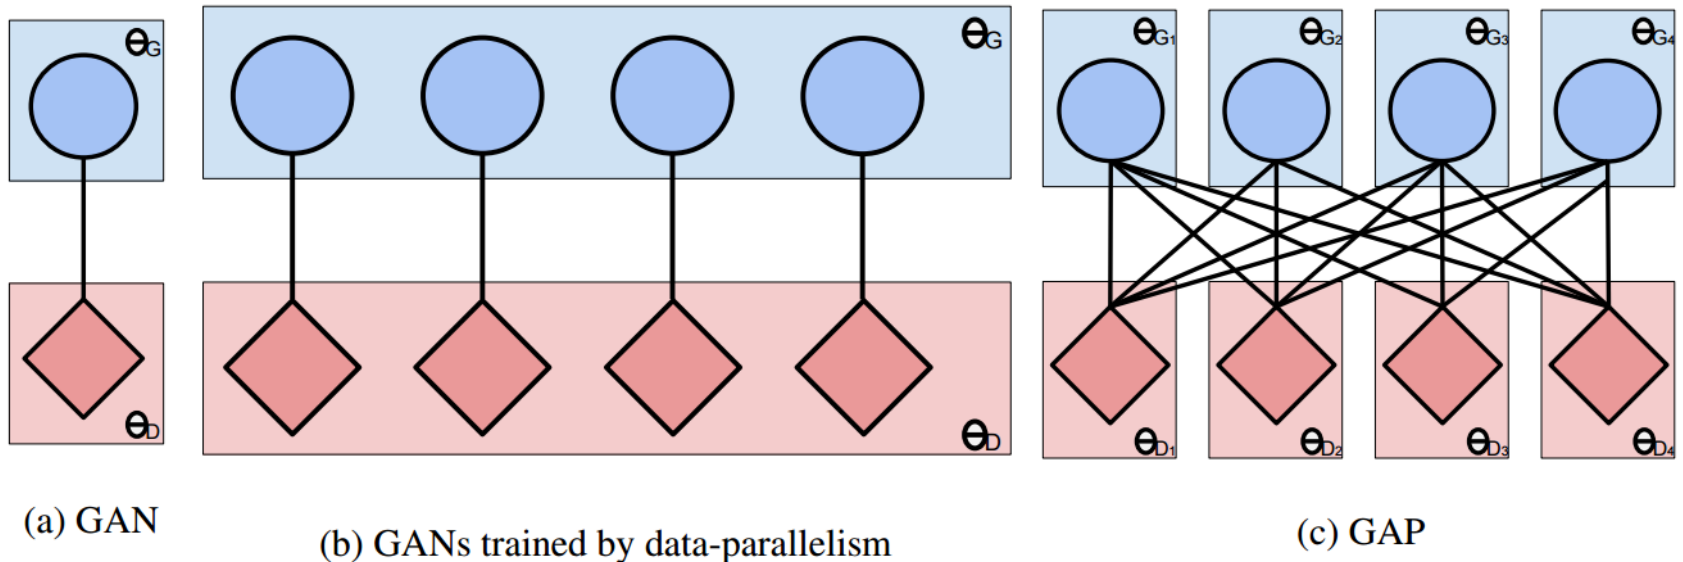 θG
θG
θG₁
θG₂
θG₃
θG₄
θD
θD
θD₁
θD₂
θD₃
θD₄
(a) GAN
(b) GANs trained by data-parallelism
(c) GAP